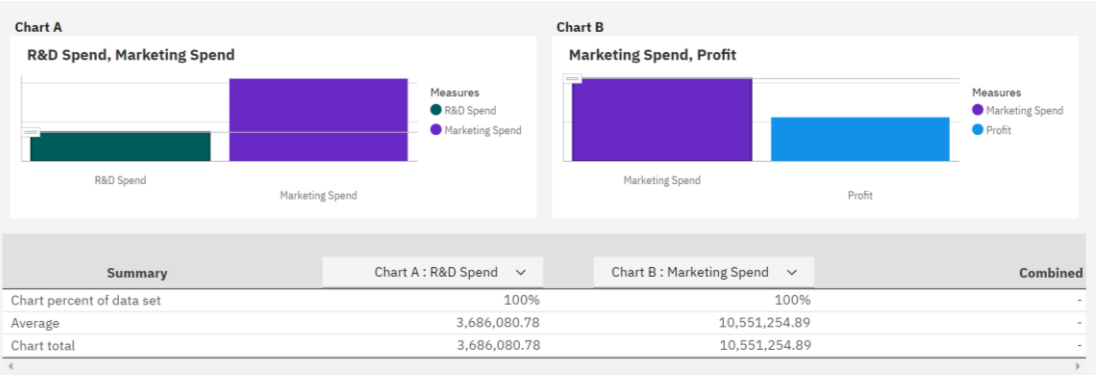 Chart A
R&D Spend, Marketing Spend
Measures
R&D Spend
Marketing Spend
R&D Spend
Marketing Spend
Chart B
Marketing Spend, Profit
Measures
Marketing Spend
Profit
Marketing Spend
Profit
Summary Chart A : R&D Spend Chart B : Marketing Spend Combined
Chart percent of data set 100% 100% -
Average 3,686,080.78 10,551,254.89 -
Chart total 3,686,080.78 10,551,254.89 -